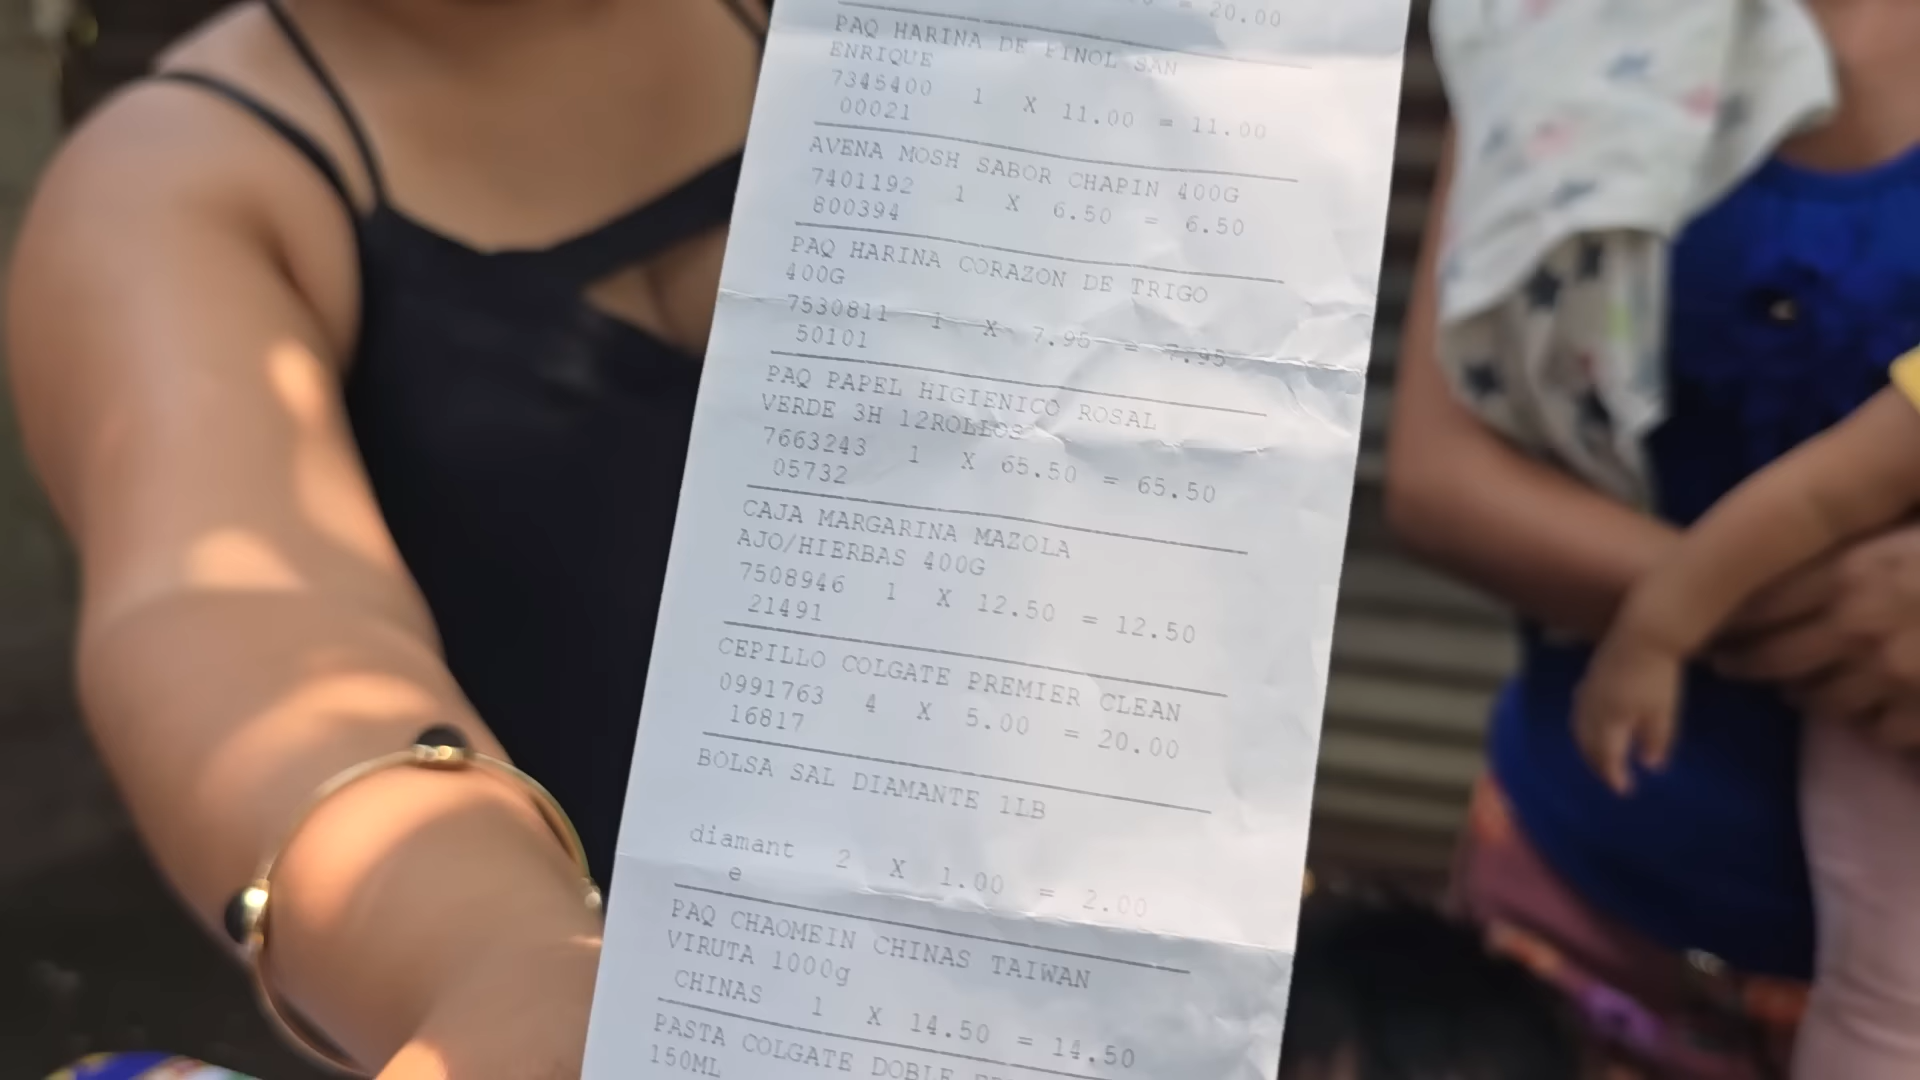 = 20.00
PAQ HARINA DE PINOL SAN
ENRIQUE
7345400 1 X 11.00 = 11.00
00021
AVENA MOSH SABOR CHAPIN 400G
7401192 1 X 6.50 = 6.50
800394
PAQ HARINA CORAZON DE TRIGO
400G
7530811 1 X 7.95 = 7.95
50101
PAQ PAPEL HIGIENICO ROSAL
VERDE 3H 12ROLLOS
7663243 1 X 65.50 = 65.50
05732
CAJA MARGARINA MAZOLA
AJO/HIERBAS 400G
7508946 1 X 12.50 = 12.50
21491
CEPILLO COLGATE PREMIER CLEAN
0991763 4 X 5.00 = 20.00
16817
BOLSA SAL DIAMANTE 1LB
diamant 2 X 1.00 = 2.00
e
PAQ CHAOMEIN CHINAS TAIWAN
VIRUTA 1000g
CHINAS 1 X 14.50 = 14.50
PASTA COLGATE DOBLE
150ML